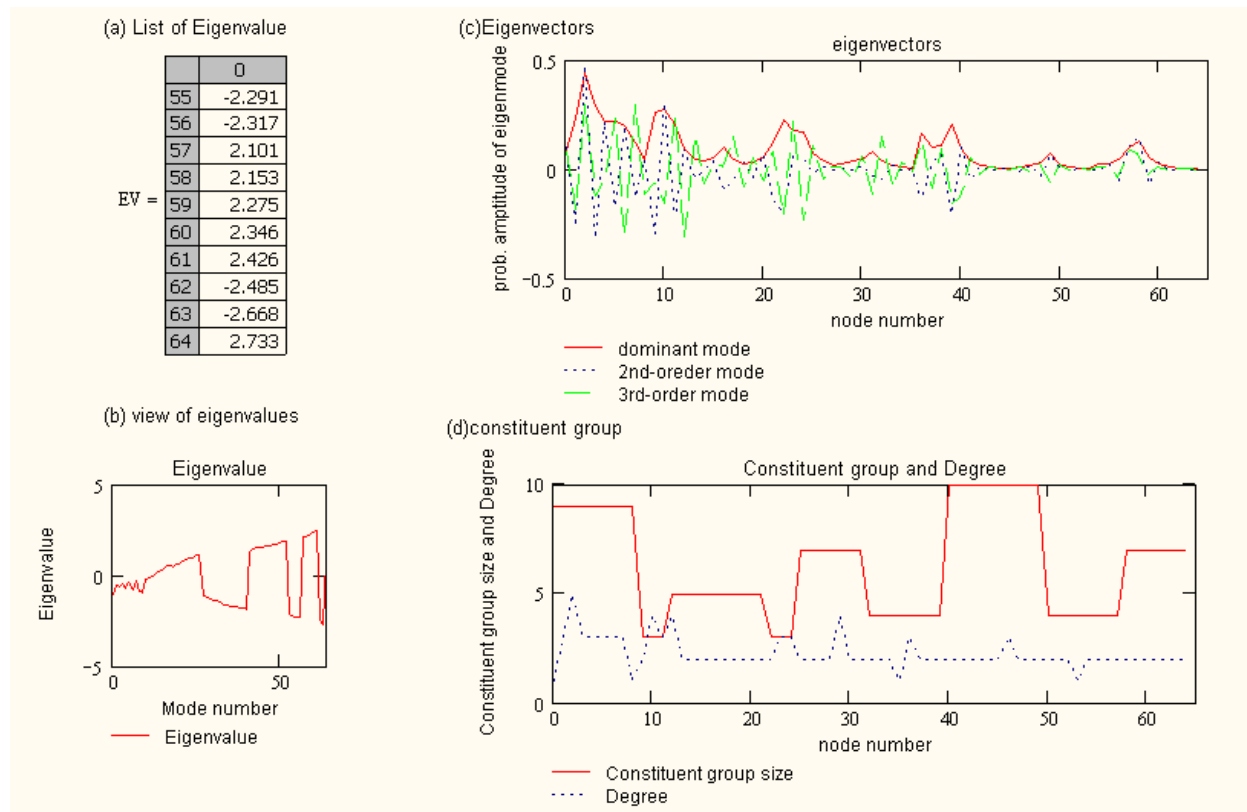 (a) List of Eigenvalue
EV =
0
55 -2.291
56 -2.317
57 2.101
58 2.153
59 2.275
60 2.346
61 2.426
62 -2.485
63 -2.668
64 2.733
(c)Eigenvectors
eigenvectors
prob. amptitude of eigenmode
0.5
0
-0.5
0 10 20 30 40 50 60
node number
dominant mode
2nd-oreder mode
3rd-order mode
(b) view of eigenvalues
Eigenvalue
Eigenvalue
5
0
-5
0 50
Mode number
Eigenvalue
(d)constituent group
Constituent group and Degree
Constituent group size and Degree
10
5
0
0 10 20 30 40 50 60
node number
Constituent group size
Degree